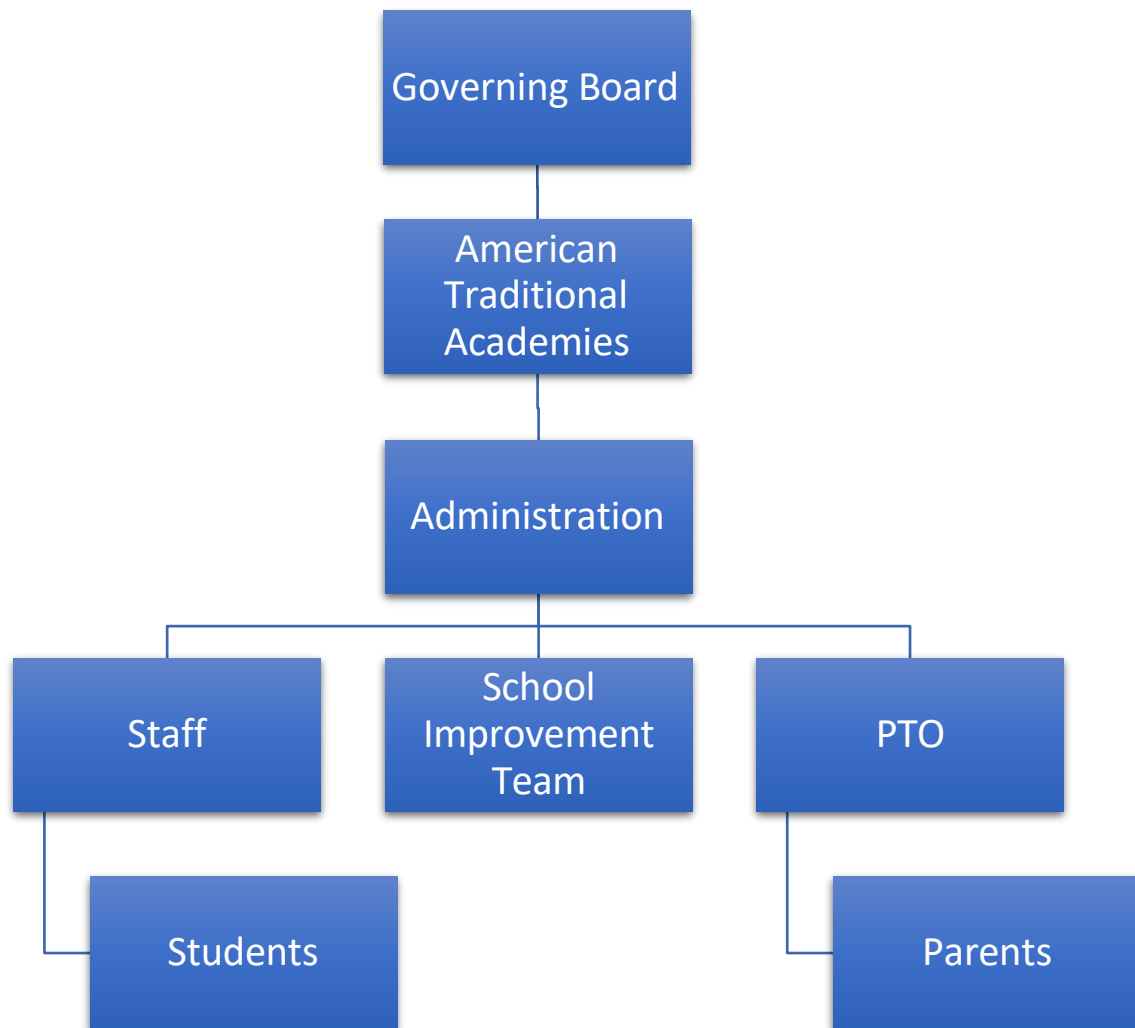 Governing Board
American
Traditional
Academies
Administration
Staff
School
Improvement
Team
PTO
Students
Parents